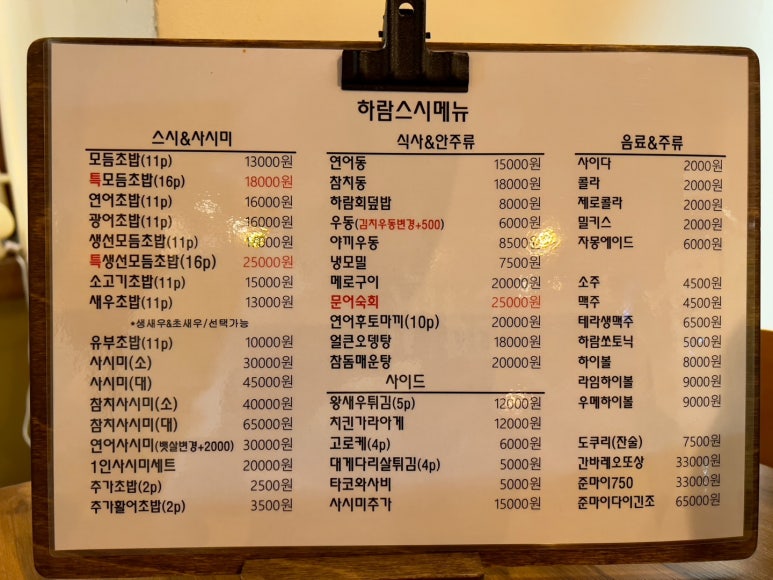 하람스시메뉴
스시&사시미
모듬초밥(11p) 13000원
특모듬초밥(16p) 18000원
연어초밥(11p) 16000원
광어초밥(11p) 16000원
생선모듬초밥(11p)
특생선모듬초밥(16p) 25000원
소고기초밥(11p) 15000원
새우초밥(11p) 13000원
*생새우&초새우/선택가능
유부초밥(11p) 10000원
사시미(소) 30000원
사시미(대) 45000원
참치사시미(소) 40000원
참치사시미(대) 65000원
연어사시미(뱃살변경+2000) 30000원
1인사시미세트 20000원
추가초밥(2p) 2500원
추가활어초밥(2p) 3500원
식사&안주류
연어동 15000원
참치동 18000원
하람회덮밥 8000원
우동(김치우동변경+500) 6000원
야끼우동 8500
냉모밀 7500원
메로구이 20000원
문어숙회 25000원
연어후토마끼(10p) 20000원
얼큰오뎅탕 18000원
참돔매운탕 20000원
사이드
왕새우튀김(5p) 12000원
치킨가라아게 12000원
고로케(4p) 6000원
대게다리살튀김(4p) 5000원
타코와사비 5000원
사시미추가 15000원
음료&주류
사이다 2000원
콜라 2000원
제로콜라 2000원
밀키스 2000원
자몽에이드 6000원
소주 4500원
맥주 4500원
테라생맥주 6500원
하람쏘토닉 5000원
하이볼 8000원
라임하이볼 9000원
우메하이볼 9000원
도쿠리(잔술) 7500원
간바레오또상 33000원
준마이750 33000원
준마이다이긴조 65000원